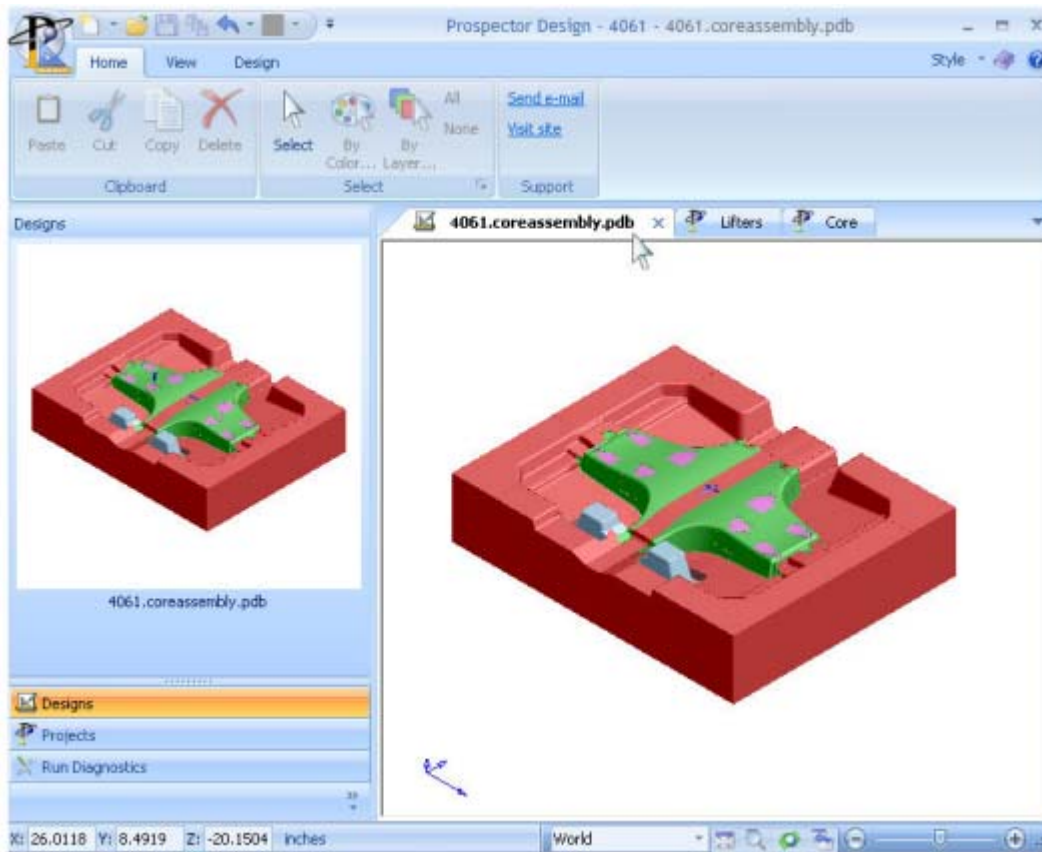 Prospector Design - 4061 - 4061.coreassembly.pdb
Home View Design Style
Paste Cut Copy Delete Select By Color... By Layer... All None Send e-mail Visit site
Clipboard Select Support
Designs
4061.coreassembly.pdb Lifters Core
4061.coreassembly.pdb
Designs
Projects
Run Diagnostics
X: 26.0118 Y: 8.4919 Z: -20.1504 inches World